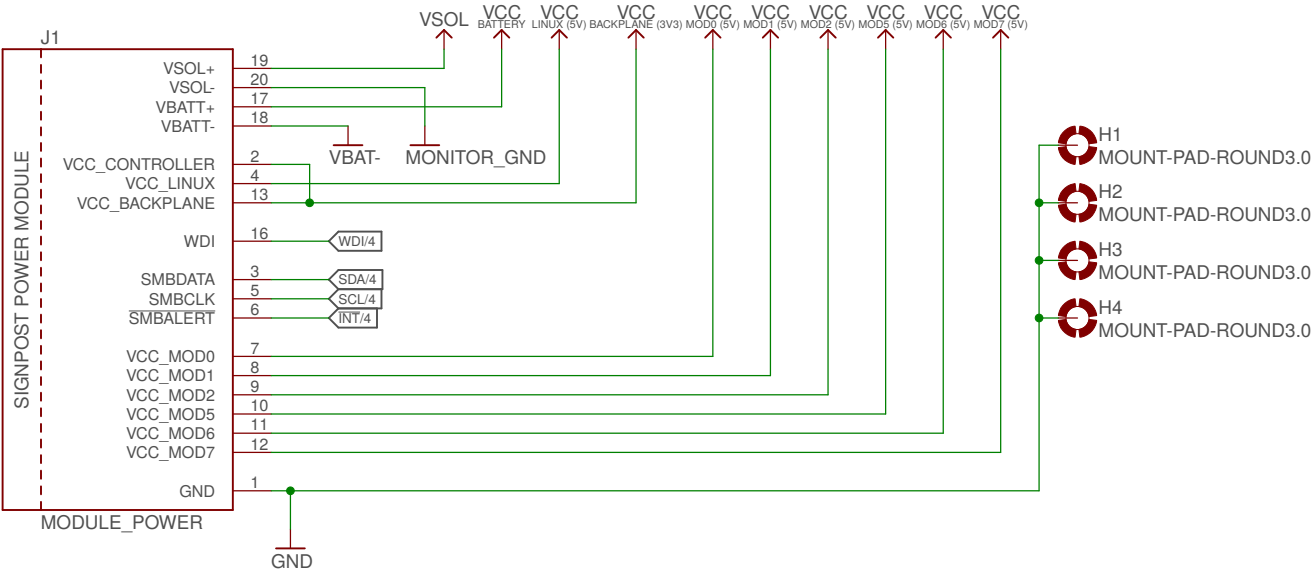 VSOL
VCC
BATTERY
VCC
LINUX (5V)
VCC
BACKPLANE (3V3)
VCC
MOD0 (5V)
VCC
MOD1 (5V)
VCC
MOD2 (5V)
VCC
MOD5 (5V)
VCC
MOD6 (5V)
VCC
MOD7 (5V)
J1
SIGNPOST POWER MODULE
VSOL+ 19
VSOL- 20
VBATT+ 17
VBATT- 18
VBAT-
MONITOR_GND
VCC_CONTROLLER 2
VCC_LINUX 4
VCC_BACKPLANE 13
WDI 16 WDI/4
SMBDATA 3 SDA/4
SMBCLK 5 SCL/4
SMBALERT 6 INT/4
VCC_MOD0 7
VCC_MOD1 8
VCC_MOD2 9
VCC_MOD5 10
VCC_MOD6 11
VCC_MOD7 12
GND 1
MODULE_POWER
GND
H1
MOUNT-PAD-ROUND3.0
H2
MOUNT-PAD-ROUND3.0
H3
MOUNT-PAD-ROUND3.0
H4
MOUNT-PAD-ROUND3.0